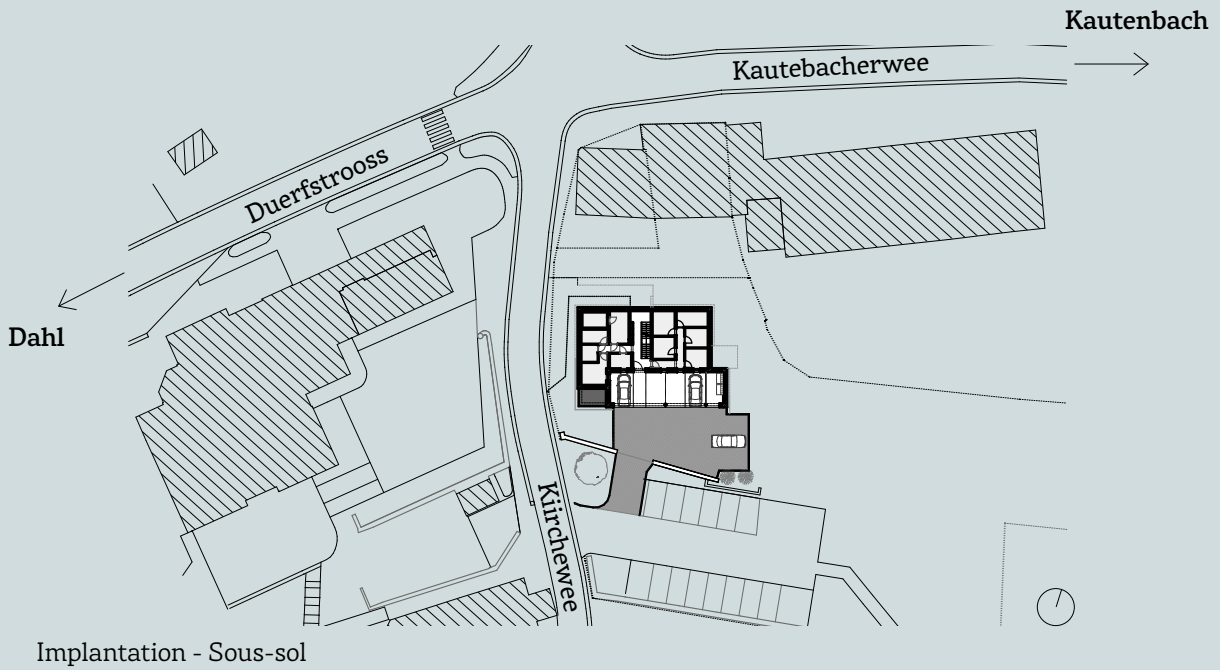 Kautenbach
Kautebacherwee
Duerfstrooss
Dahl
Kiirchewee
Implantation - Sous-sol